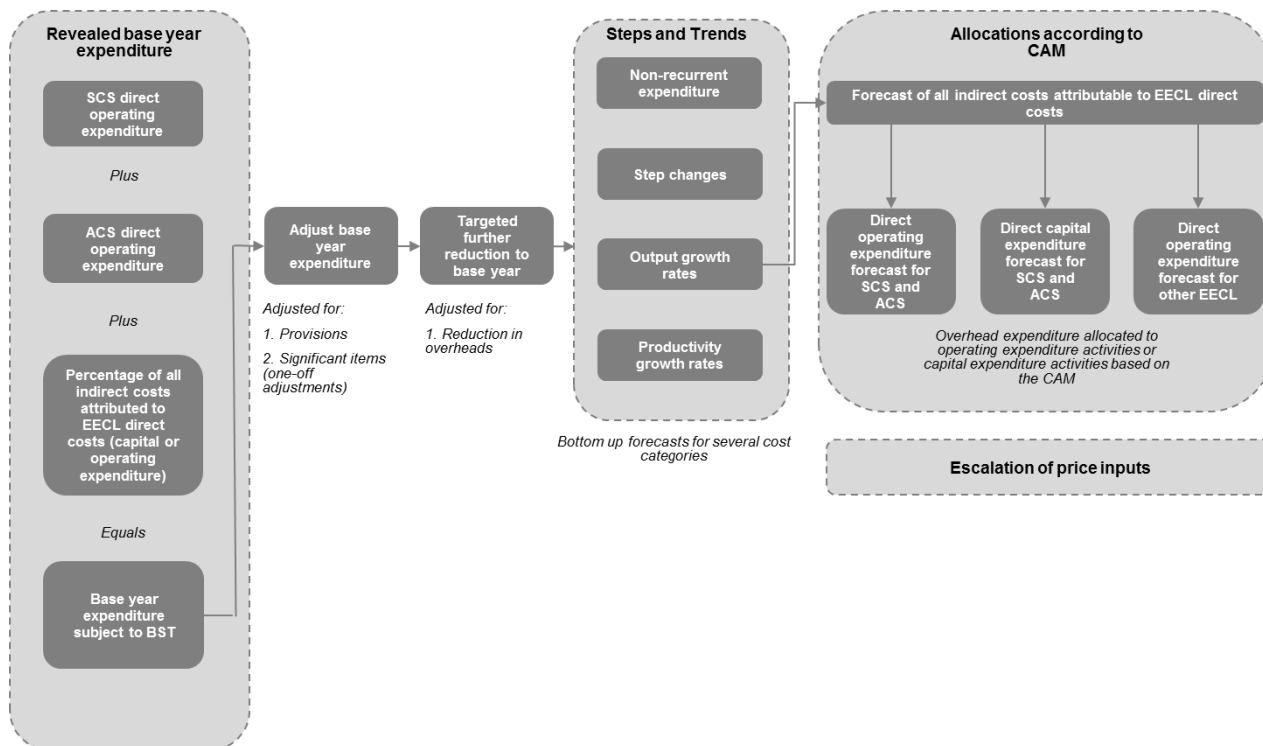 Revealed base year
expenditure
SCS direct
operating
expenditure
Plus
ACS direct
operating
expenditure
Plus
Percentage of all
indirect costs
attributed to
EECL direct
costs (capital or
operating
expenditure)
Equals
Base year
expenditure
subject to BST
Adjust base
year
expenditure
Adjusted for:
1. Provisions
2. Significant items
(one-off
adjustments)
Targeted
further
reduction to
base year
Adjusted for:
1. Reduction in
overheads
Steps and Trends
Non-recurrent
expenditure
Step changes
Output growth
rates
Productivity
growth rates
Bottom up forecasts for several cost
categories
Allocations according to
CAM
Forecast of all indirect costs attributable to EECL direct
costs
Direct
operating
expenditure
forecast for
SCS and ACS
Direct capital
expenditure
forecast for
SCS and ACS
Direct
operating
expenditure
forecast for
other EECL
Overhead expenditure allocated to
operating expenditure activities or
capital expenditure activities based on
the CAM
Escalation of price inputs